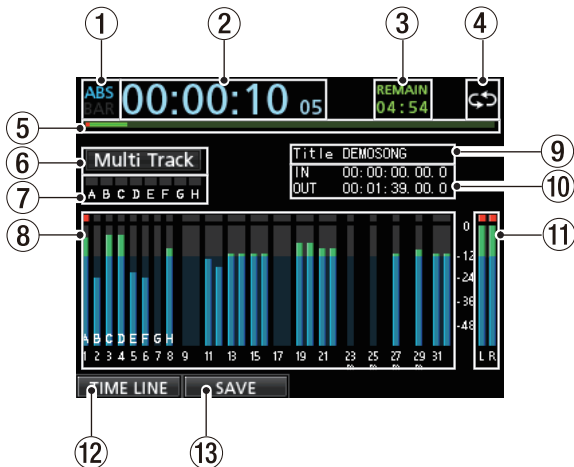 1 2 3 4
ABS
BAR
00:00:10 05
REMAIN
04:54
5
6
Multi Track
7
A B C D E F G H
Title DEMOSONG
IN 00:00:00.00.0
OUT 00:01:39.00.0
9
10
8
0
-12
-24
-36
-48
11
A B C D E F G H
1 2 3 4 5 6 7 8 9 11 13 15 17 19 21 23 25 27 29 31
L R
TIME LINE
SAVE
12 13